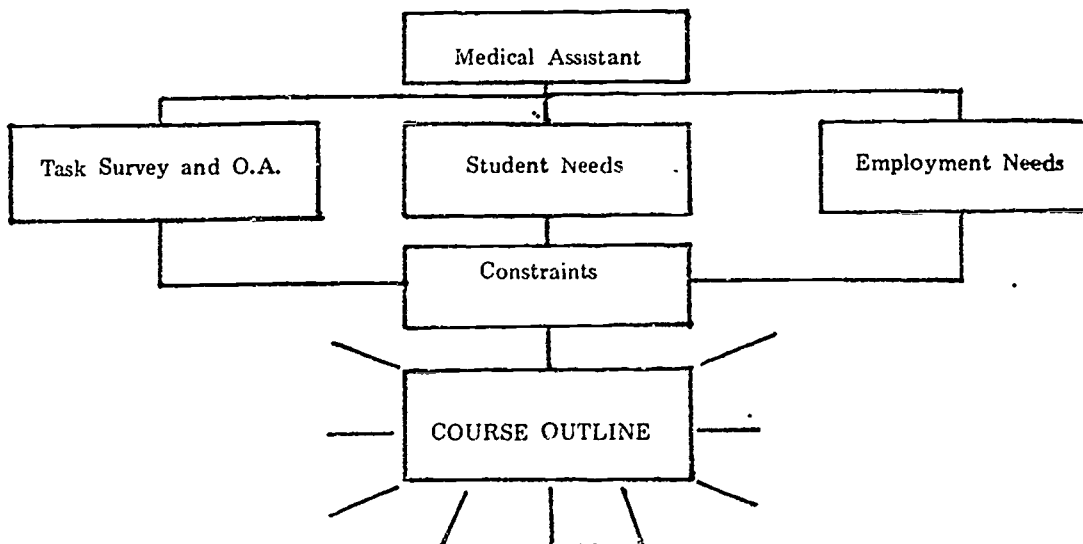 Medical Assistant
Task Survey and O.A.
Student Needs
Employment Needs
Constraints
COURSE OUTLINE